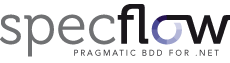 specflow
PRAGMATIC BDD FOR .NET